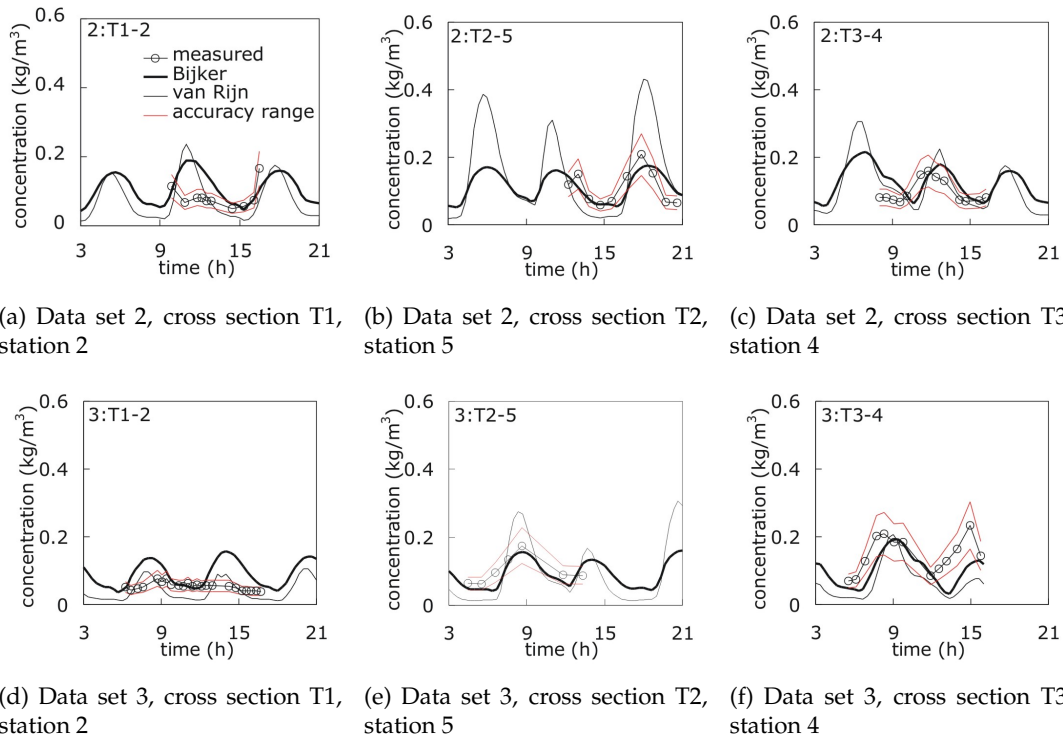 2:T1-2
measured
Bijker
van Rijn
accuracy range
concentration (kg/m³)
0.6
0.4
0.2
0
3 9 15 21
time (h)
2:T2-5
concentration (kg/m³)
0.6
0.4
0.2
0
3 9 15 21
time (h)
2:T3-4
concentration (kg/m³)
0.6
0.4
0.2
0
3 9 15 21
time (h)
(a) Data set 2, cross section T1,
station 2
(b) Data set 2, cross section T2,
station 5
(c) Data set 2, cross section T3
station 4
3:T1-2
concentration (kg/m³)
0.6
0.4
0.2
0
3 9 15 21
time (h)
3:T2-5
concentration (kg/m³)
0.6
0.4
0.2
0
3 9 15 21
time (h)
3:T3-4
concentration (kg/m³)
0.6
0.4
0.2
0
3 9 15 21
time (h)
(d) Data set 3, cross section T1,
station 2
(e) Data set 3, cross section T2,
station 5
(f) Data set 3, cross section T3
station 4